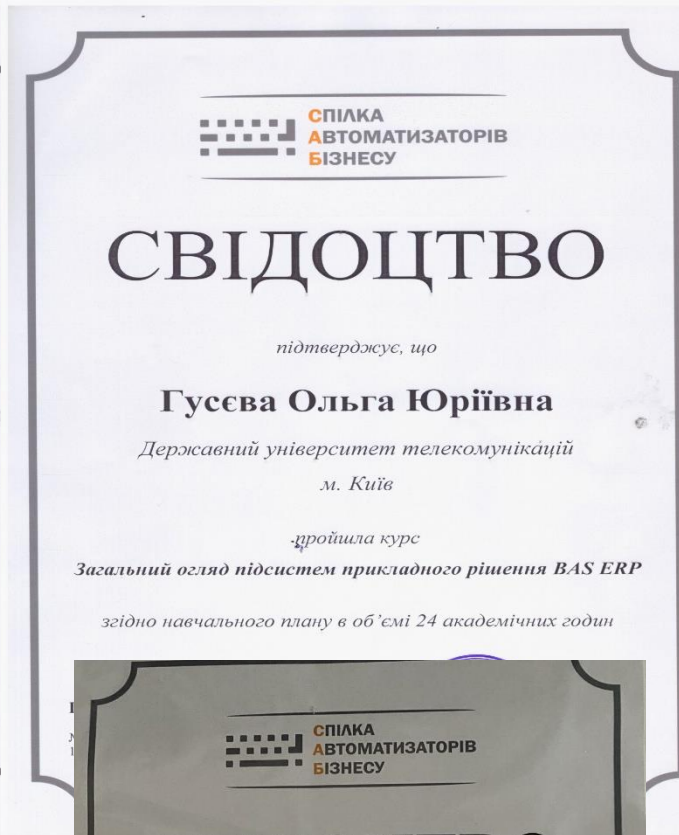 СПІЛКА
АВТОМАТИЗАТОРІВ
БІЗНЕСУ
СВІДОЦТВО
підтверджує, що
Гусєва Ольга Юріївна
Державний університет телекомунікацій
м. Київ
пройшла курс
Загальний огляд підсистем прикладного рішення BAS ERP
згідно навчального плану в об’ємі 24 академічних годин
СПІЛКА
АВТОМАТИЗАТОРІВ
БІЗНЕСУ